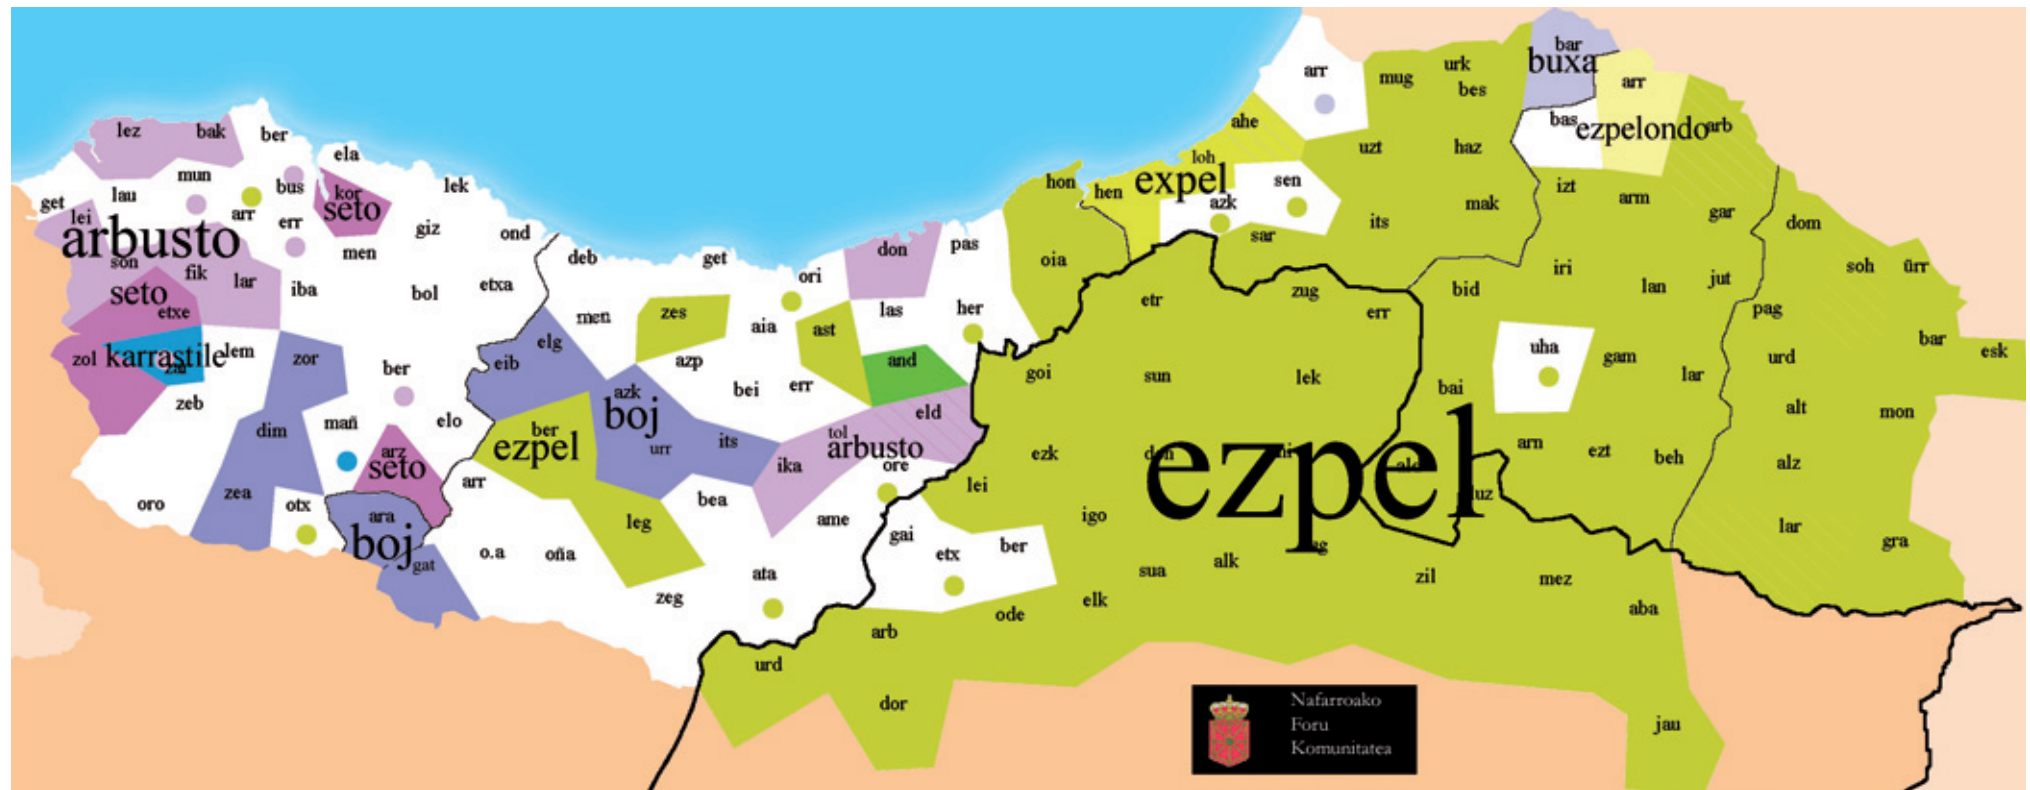 bar
buxa
urk
arr
mug
bes
arr
lez
bak
ber
ahe
bas
ezpelondo
arb
ela
uzt
haz
loh
mun
bus
kor
lek
hon
hen
expel
sen
izt
arm
get
lau
lei
arr
seto
azk
mak
gar
err
giz
its
dom
arbusto
ond
don
pas
sar
men
son
fik
deb
get
oia
iri
soh
ürr
lar
ori
seto
iba
bol
etxa
etr
zug
bid
lan
jut
etxe
men
zes
las
her
err
pag
aia
ast
uha
bar
esk
zol
karrastile
lem
zor
eib
elg
azp
and
gam
urd
ber
goi
sun
lek
lar
bai
zeb
azk
bei
err
boj
eld
alt
mon
dim
mañ
elo
ber
ezpel
its
tol
arbusto
arn
urr
ezk
ezpel
ezt
beh
arz
seto
ika
ore
alz
zea
arr
lei
luz
oro
otx
ara
bea
leg
ame
igo
lar
boj
gai
etx
ber
gra
gat
o.a
oña
ata
sua
alk
zil
mez
zeg
elk
ode
aba
arb
urd
dor
jau
Nafarroako
Foru
Komunitatea